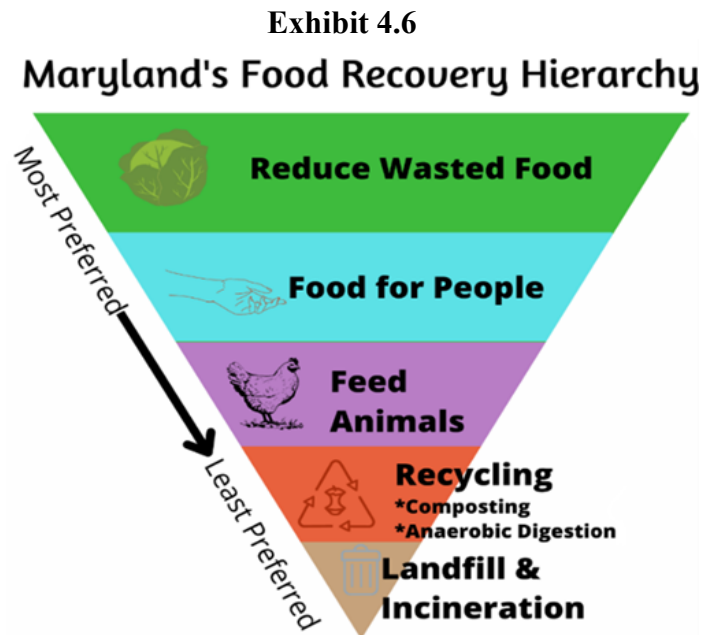 Exhibit 4.6
Maryland's Food Recovery Hierarchy
Most Preferred
Reduce Wasted Food
Food for People
Feed
Animals
Least Preferred
Recycling
*Composting
*Anaerobic Digestion
Landfill &
Incineration